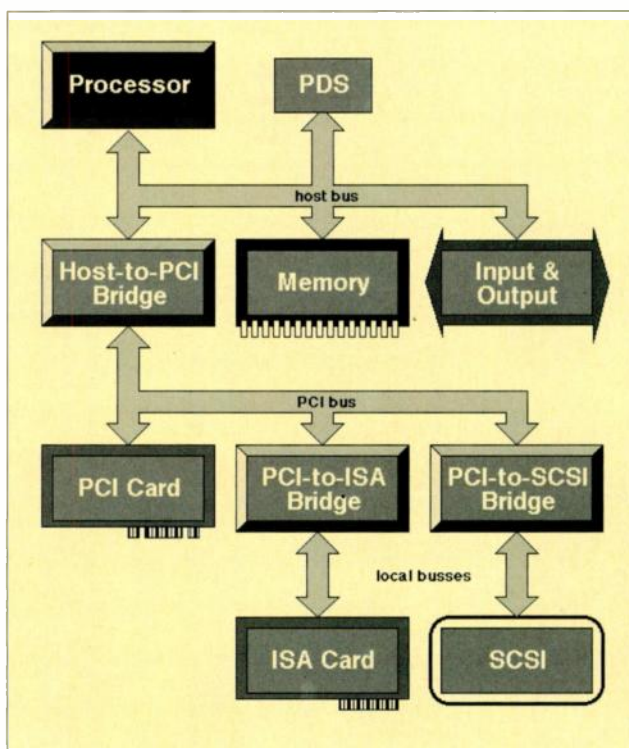 Processor
PDS
host bus
Host-to-PCI
Bridge
Memory
Input &
Output
PCI bus
PCI Card
PCI-to-ISA
Bridge
PCI-to-SCSI
Bridge
local busses
ISA Card
SCSI